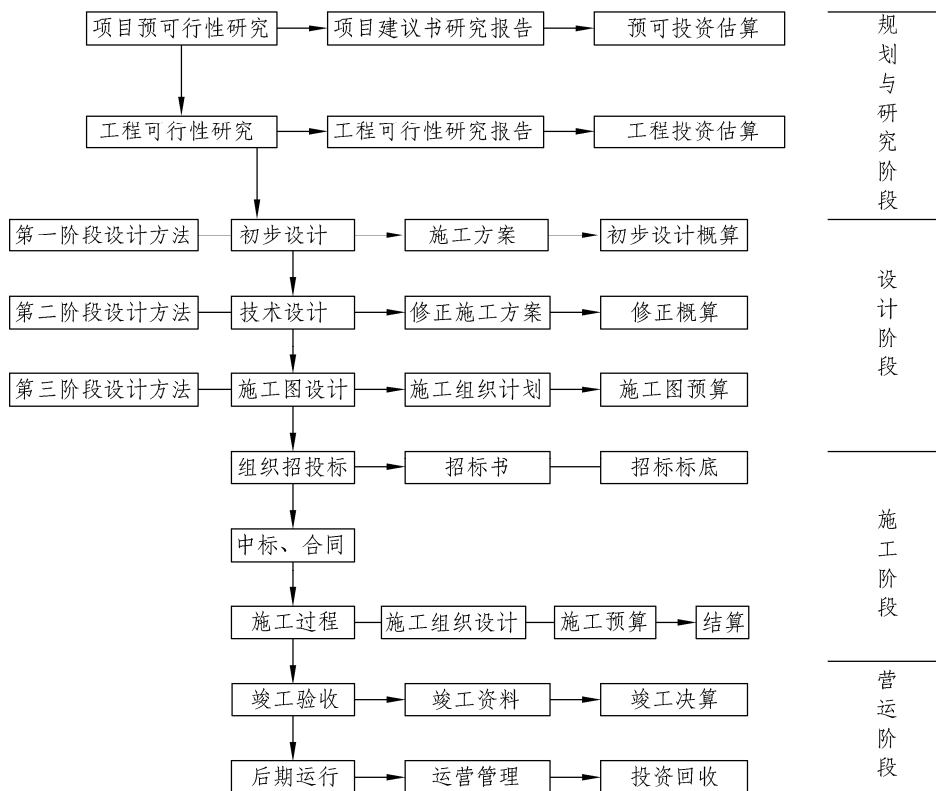 项目预可行性研究 项目建议书研究报告 预可投资估算
工程可行性研究 工程可行性研究报告 工程投资估算
规划与研究阶段
第一阶段设计方法 初步设计 施工方案 初步设计概算
第二阶段设计方法 技术设计 修正施工方案 修正概算
第三阶段设计方法 施工图设计 施工组织计划 施工图预算
设计阶段
组织招投标 招标书 招标标底
中标、合同
施工过程 施工组织设计 施工预算 结算
施工阶段
竣工验收 竣工资料 竣工决算
后期运行 运营管理 投资回收
营运阶段